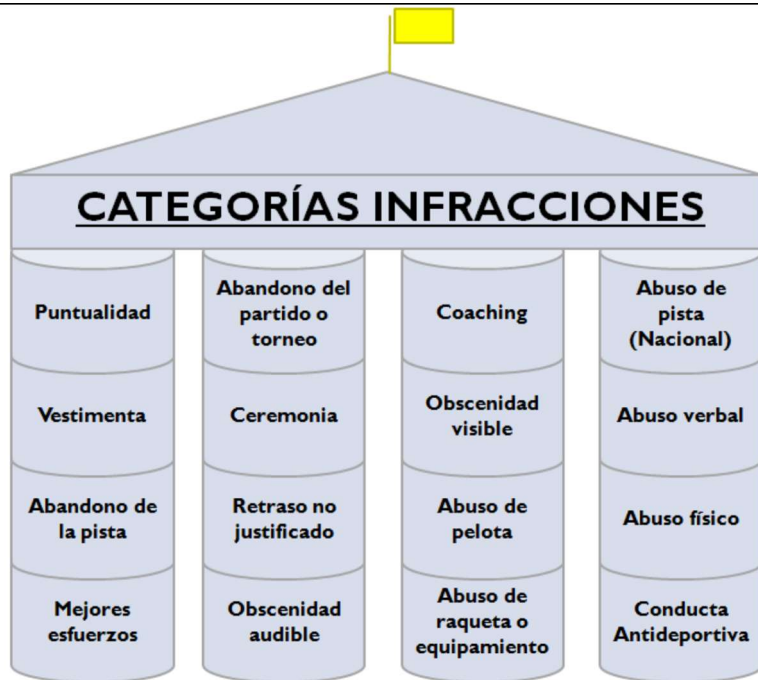 CATEGORÍAS INFRACCIONES
Puntualidad
Vestimenta
Abandono de
la pista
Mejores
esfuerzos
Abandono del
partido o
torneo
Ceremonia
Retraso no
justificado
Obscenidad
audible
Coaching
Obscenidad
visible
Abuso de
pelota
Abuso de
raqueta o
equipamiento
Abuso de
pista
(Nacional)
Abuso verbal
Abuso físico
Conducta
Antideportiva